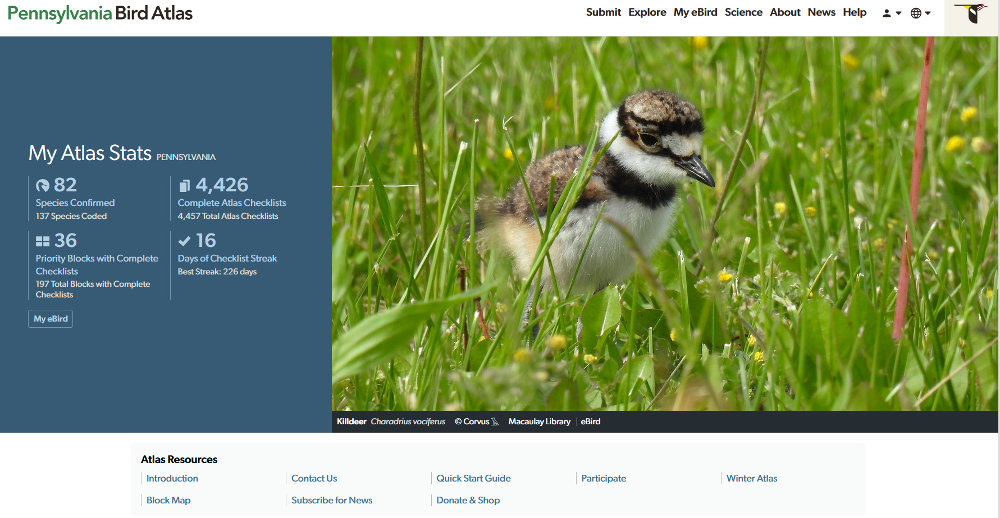 Pennsylvania Bird Atlas
Submit Explore My eBird Science About News Help
My Atlas Stats PENNSYLVANIA
82
Species Confirmed
137 Species Coded
4,426
Complete Atlas Checklists
4,457 Total Atlas Checklists
36
Priority Blocks with Complete
Checklists
197 Total Blocks with Complete
Checklists
16
Days of Checklist Streak
Best Streak: 226 days
My eBird
Killdeer Charadrius vociferus © Corvus Macaulay Library eBird
Atlas Resources
Introduction Contact Us Quick Start Guide Participate Winter Atlas
Block Map Subscribe for News Donate & Shop